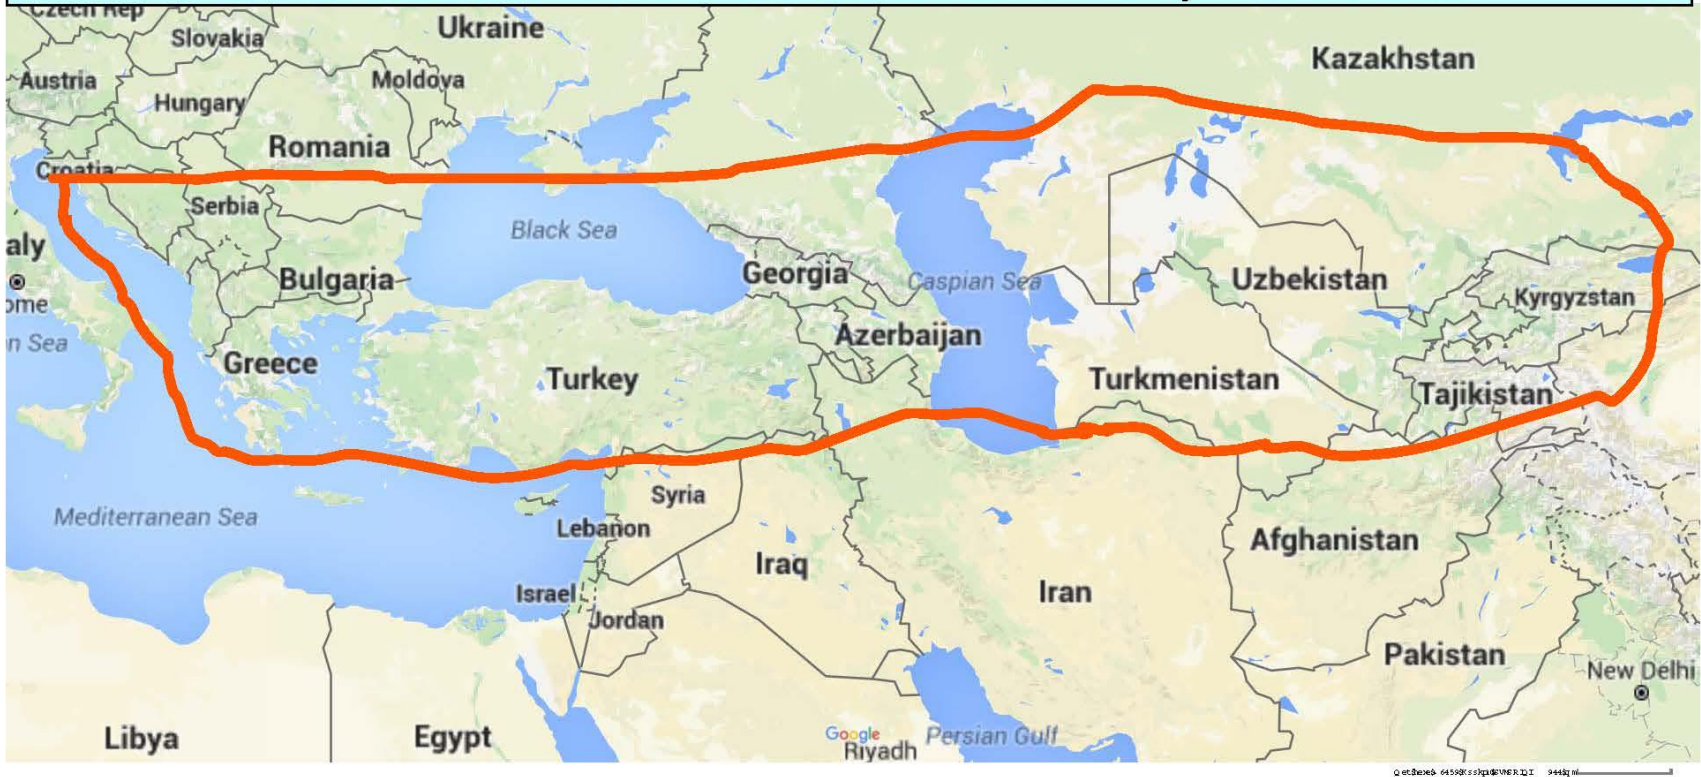 Czech Rep
Ukraine
Slovakia
Kazakhstan
Austria
Moldova
Hungary
Romania
Croatia
Serbia
Black Sea
aly
Bulgaria
Georgia
Caspian Sea
Uzbekistan
Kyrgyzstan
ome
n Sea
Azerbaijan
Greece
Turkey
Turkmenistan
Tajikistan
Syria
Mediterranean Sea
Lebanon
Afghanistan
Iraq
Israel
Iran
Jordan
Pakistan
New Delhi
Libya
Egypt
Google
Persian Gulf
Riyadh